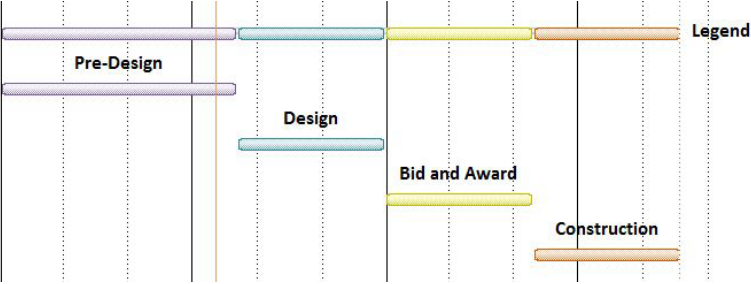 Legend
Pre-Design
Design
Bid and Award
Construction